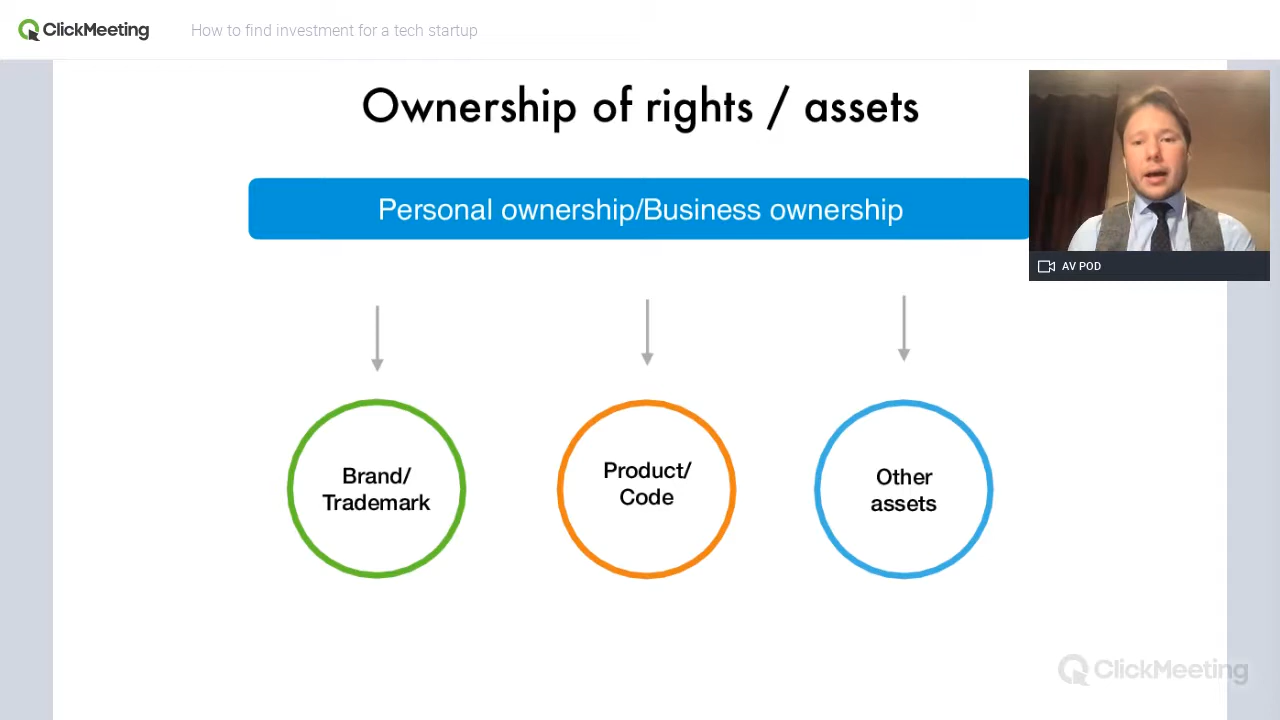 ClickMeeting
How to find investment for a tech startup
Ownership of rights / assets
Personal ownership/Business ownership
AV POD
Brand/
Trademark
Product/
Code
Other
assets
ClickMeeting